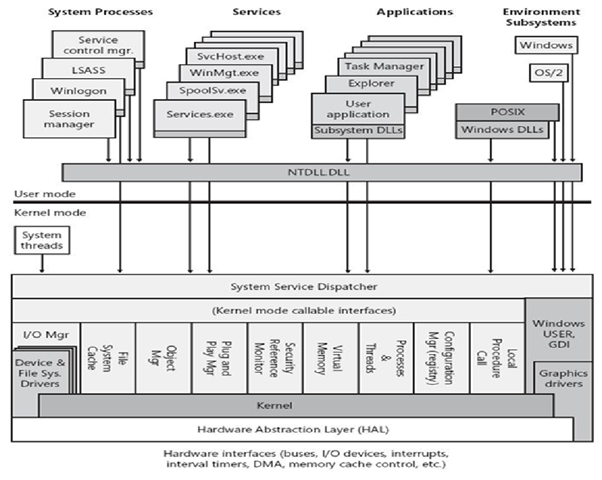 System Processes
Services
Applications
Environment
Subsystems
Service
control mgr.
LSASS
Winlogon
Session
manager
SvcHost.exe
WinMgt.exe
SpoolSv.exe
Services.exe
Task Manager
Explorer
User
application
Subsystem DLLs
Windows
OS/2
POSIX
Windows DLLs
NTDLL.DLL
User mode
Kernel mode
System
threads
System Service Dispatcher
(Kernel mode callable interfaces)
I/O Mgr
Device &
File Sys.
Drivers
File
System
Cache
Object
Mgr
Plug and
Play Mgr
Security
Reference
Monitor
Virtual
Memory
Processes
&
Threads
Configuration
Mgr (registry)
Local
Procedure
Call
Windows
USER,
GDI
Graphics
drivers
Kernel
Hardware Abstraction Layer (HAL)
Hardware interfaces (buses, I/O devices, interrupts,
interval timers, DMA, memory cache control, etc.)